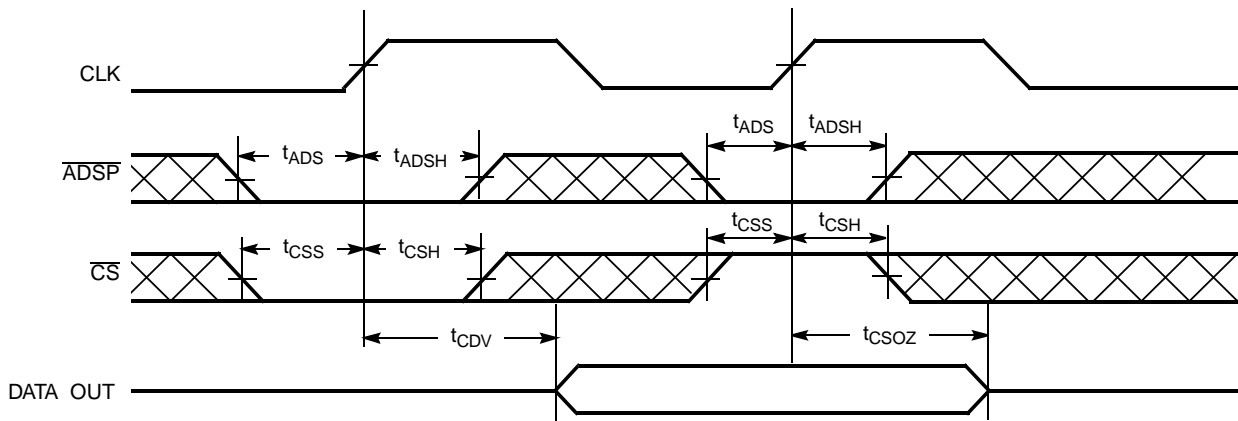 CLK
tADS
tADSH
tADS
tADSH
ADSP
tCSS
tCSH
tCSS
tCSH
CS
tCDV
tCSOZ
DATA OUT